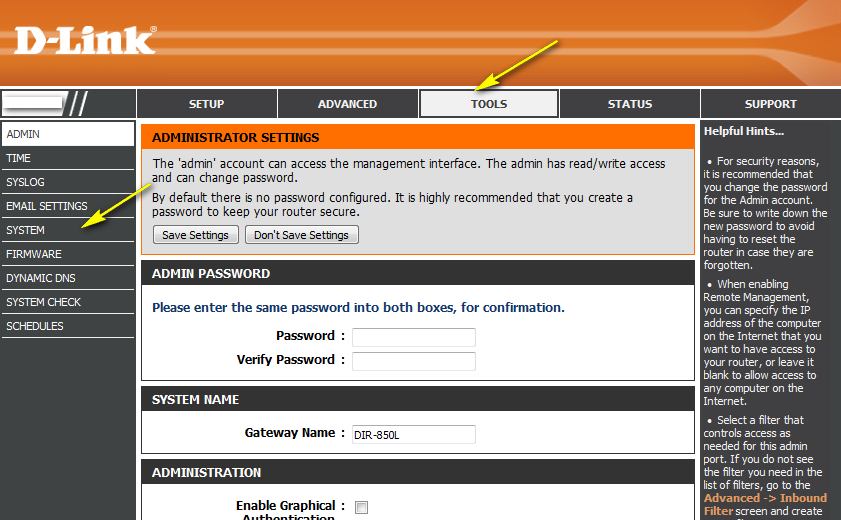 D-Link®
SETUP
ADVANCED
TOOLS
STATUS
SUPPORT
ADMIN
TIME
SYSLOG
EMAIL SETTINGS
SYSTEM
FIRMWARE
DYNAMIC DNS
SYSTEM CHECK
SCHEDULES
ADMINISTRATOR SETTINGS
The 'admin' account can access the management interface. The admin has read/write access
and can change password.
By default there is no password configured. It is highly recommended that you create a
password to keep your router secure.
Save Settings
Don't Save Settings
ADMIN PASSWORD
Please enter the same password into both boxes, for confirmation.
Password :
Verify Password :
SYSTEM NAME
Gateway Name : DIR-850L
ADMINISTRATION
Enable Graphical :
Authentication
Helpful Hints...
• For security reasons,
it is recommended that
you change the password
for the Admin account.
Be sure to write down the
new password to avoid
having to reset the
router in case they are
forgotten.
• When enabling
Remote Management,
you can specify the IP
address of the computer
on the Internet that you
want to have access to
your router, or leave it
blank to allow access to
any computer on the
Internet.
• Select a filter that
controls access as
needed for this admin
port. If you do not see
the filter you need in the
list of filters, go to the
Advanced -> Inbound
Filter screen and create